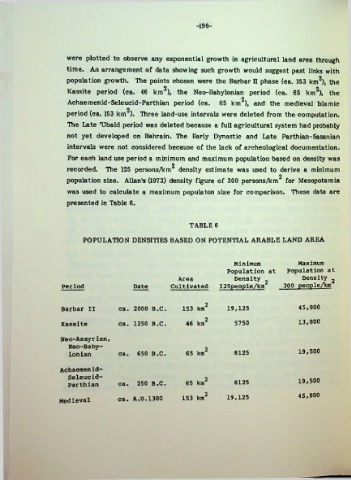 -196-
were plotted to observe any exponential growth in agricultural land area through
time. An arrangement of data showing such growth would suggest past links with
population growth. The points chosen were the Barbar II phase (ca. 153 km²), the
Kassite period (ca. 46 km²), the Neo-Babylonian period (ca. 65 km²), the
Achaemenid-Seleucid-Parthian period (ca. 65 km²), and the medieval Islamic
period (ca. 153 km²). Three land-use intervals were deleted from the computation.
The Late 'Ubaid period was deleted because a full agricultural system had probably
not yet developed on Bahrain. The Early Dynastic and Late Parthian-Sasanian
intervals were not considered because of the lack of archeological documentation.
For each land use period a minimum and maximum population based on density was
recorded. The 125 persons/km² density estimate was used to derive a minimum
population size. Allan's (1973) density figure of 300 persons/km² for Mesopotamia
was used to calculate a maximum populaton size for comparison. These data are
presented in Table 6.
TABLE 6
POPULATION DENSITIES BASED ON POTENTIAL ARABLE LAND AREA
Minimum Maximum
Population at Population at
Area Density Density
Period Date Cultivated 125people/km² 300 people/km²
Barbar II ca. 2000 B.C. 153 km² 19,125 45,900
Kassite ca. 1250 B.C. 46 km² 5750 13,800
Neo-Assyrian,
Neo-Baby-
lonian ca. 650 B.C. 65 km² 8125 19,500
Achaemenid-
Seleucid-
Parthian ca. 250 B.C. 65 km² 8125 19,500
Medieval ca. A.D.1300 153 km² 19,125 45,900